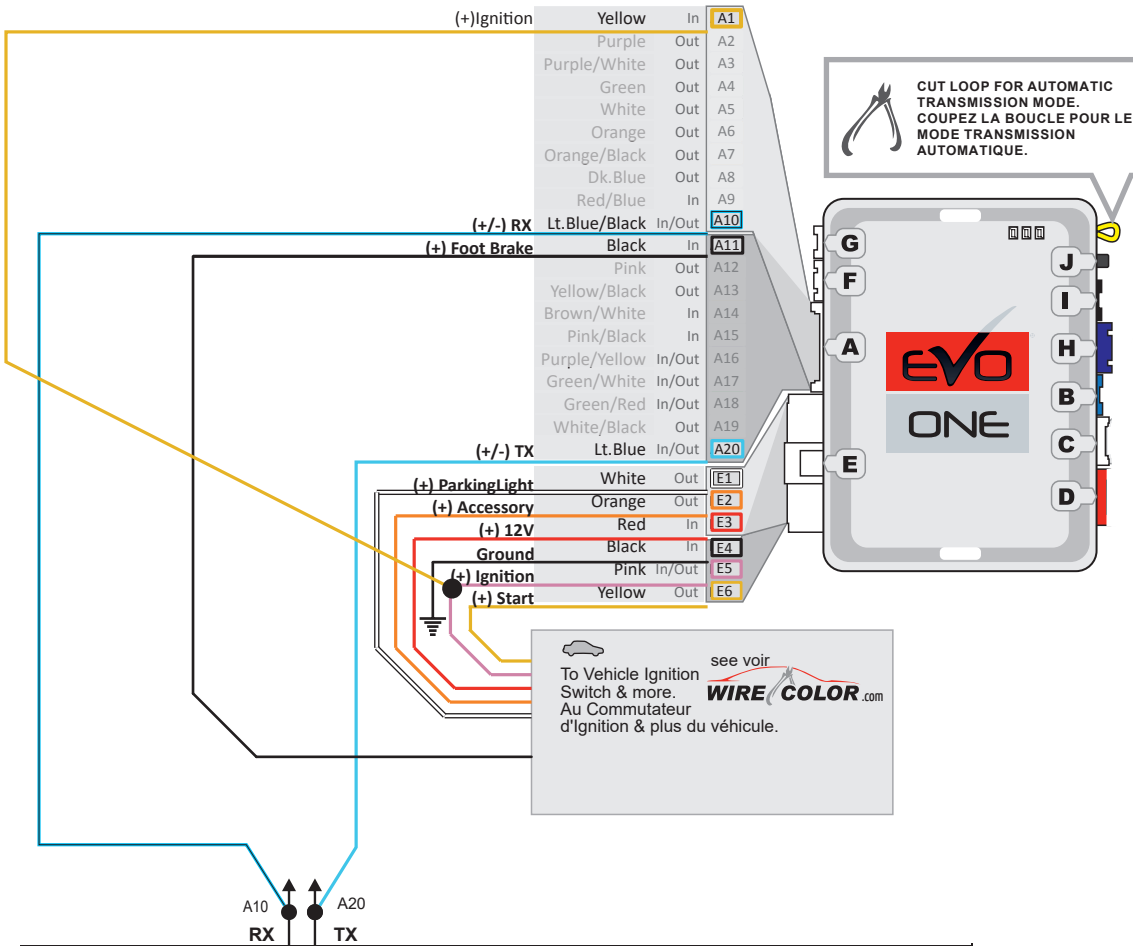 (+)Ignition Yellow In A1
Purple Out A2
Purple/White Out A3
Green Out A4
White Out A5
Orange Out A6
Orange/Black Out A7
Dk.Blue Out A8
Red/Blue In A9
(+/-) RX Lt.Blue/Black In/Out A10
(+) Foot Brake Black In A11
Pink Out A12
Yellow/Black Out A13
Brown/White In A14
Pink/Black In A15
Purple/Yellow In/Out A16
Green/White In/Out A17
Green/Red In/Out A18
White/Black Out A19
(+/-) TX Lt.Blue In/Out A20
(+) ParkingLight White Out E1
(+) Accessory Orange Out E2
(+) 12V Red In E3
Ground Black In E4
(+) Ignition Pink In/Out E5
(+) Start Yellow Out E6
CUT LOOP FOR AUTOMATIC
TRANSMISSION MODE.
COUPEZ LA BOUCLE POUR LE
MODE TRANSMISSION
AUTOMATIQUE.
G
F
A
E
J
I
H
B
C
D
EVO
ONE
To Vehicle Ignition
Switch & more.
Au Commutateur
d'Ignition & plus du véhicule.
see voir
WIRE COLOR .com
A10 A20
RX TX